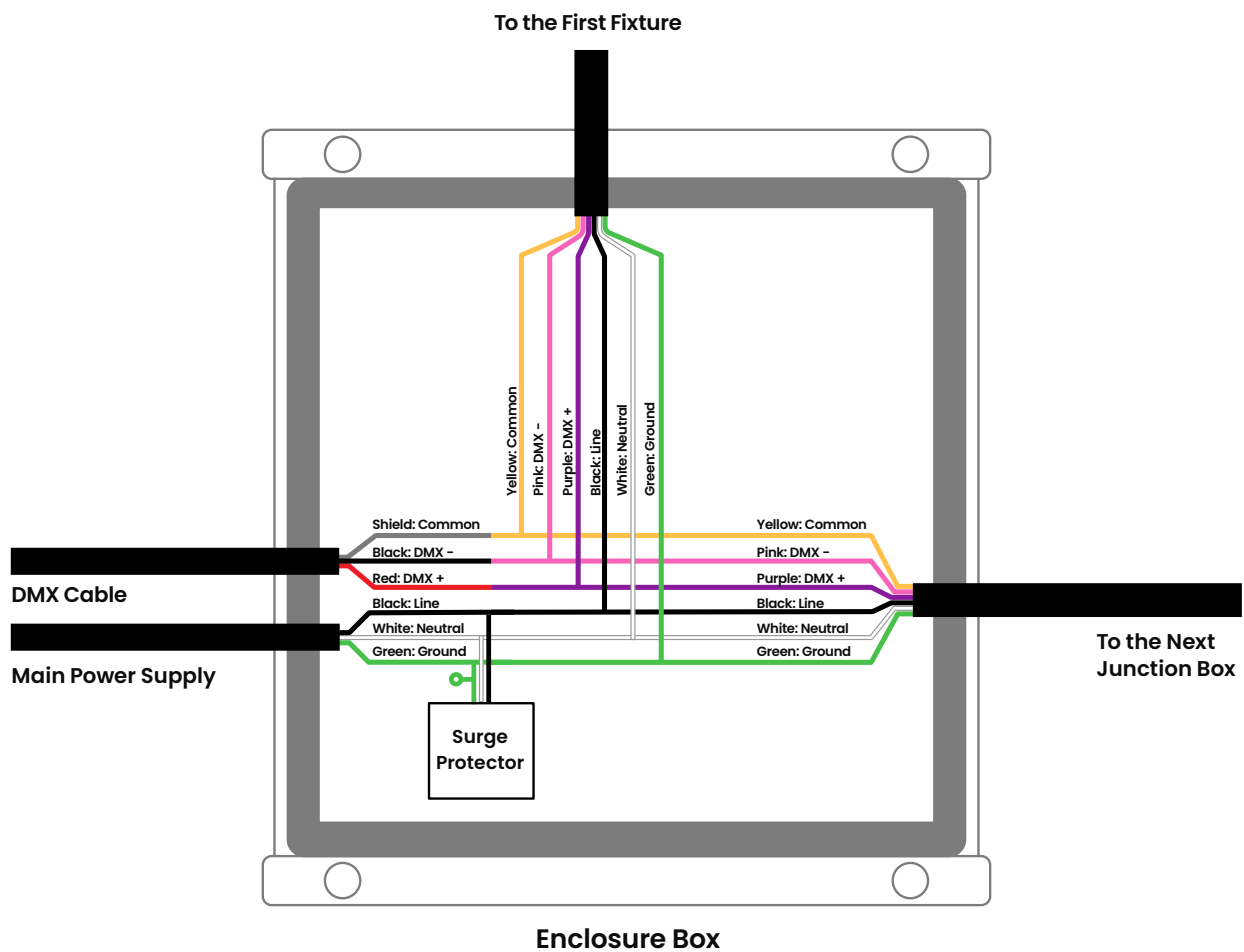 To the First Fixture
Yellow: Common
Pink: DMX -
Purple: DMX +
Black: Line
White: Neutral
Green: Ground
Shield: Common
Black: DMX -
Red: DMX +
Black: Line
White: Neutral
Green: Ground
Yellow: Common
Pink: DMX -
Purple: DMX +
Black: Line
White: Neutral
Green: Ground
DMX Cable
Main Power Supply
To the Next
Junction Box
Surge
Protector
Enclosure Box